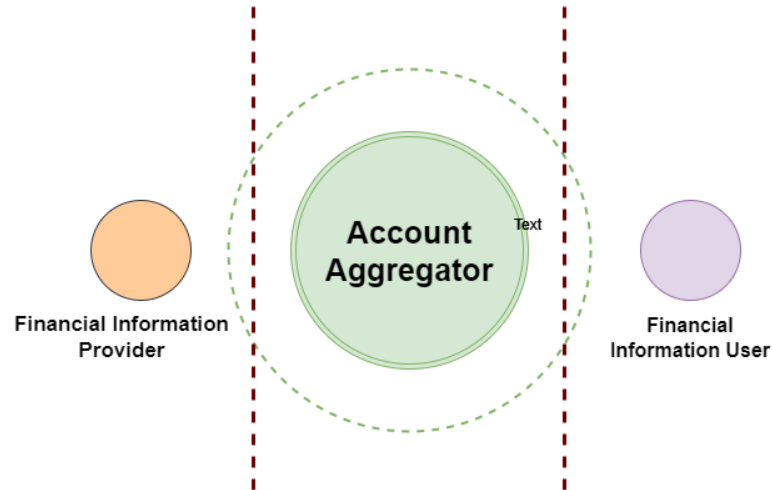 Text
Account
Aggregator
Financial Information
Provider
Financial
Information User